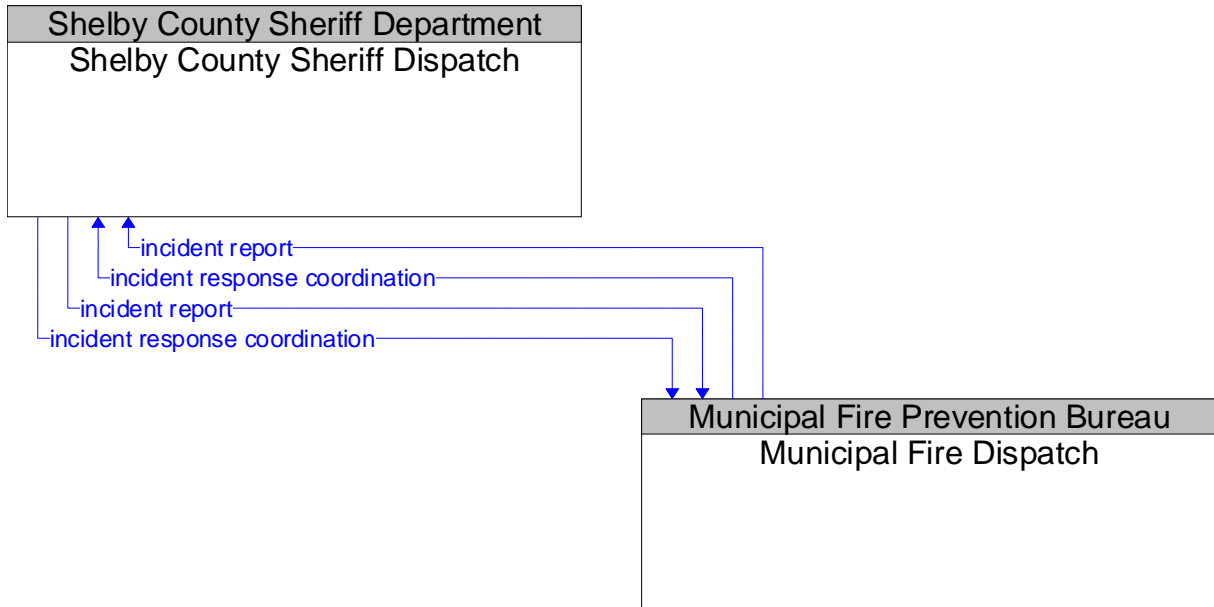 Shelby County Sheriff Department
Shelby County Sheriff Dispatch
incident report
incident response coordination
incident report
incident response coordination
Municipal Fire Prevention Bureau
Municipal Fire Dispatch